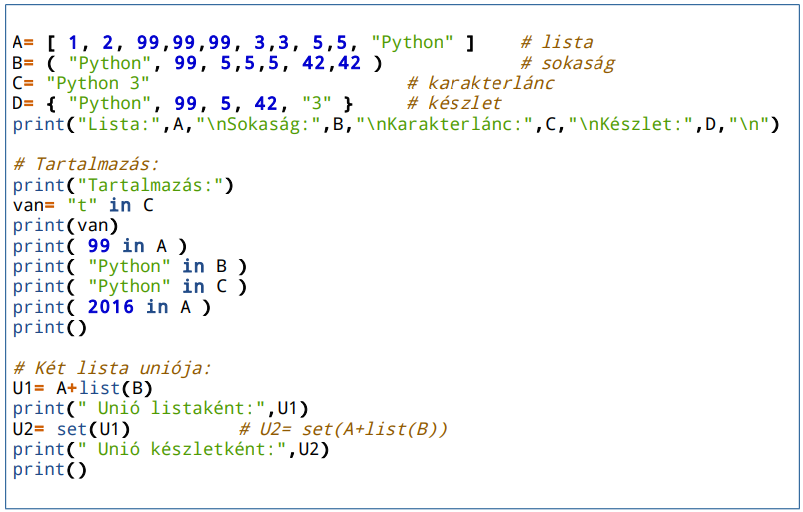 A= [ 1, 2, 99,99,99, 3,3, 5,5, "Python" ]    # lista
B= ( "Python", 99, 5,5,5, 42,42 )    # sokaság
C= "Python 3"    # karakterlánc
D= { "Python", 99, 5, 42, "3" }    # készlet
print("Lista:",A,"\nSokaság:",B,"\nKarakterlánc:",C,"\nKészlet:",D,"\n")
# Tartalmazás:
print("Tartalmazás:")
van= "t" in C
print(van)
print( 99 in A )
print( "Python" in B )
print( "Python" in C )
print( 2016 in A )
print()
# Két lista uniója:
U1= A+list(B)
print(" Unió listaként:",U1)
U2= set(U1)    # U2= set(A+list(B))
print(" Unió készletként:",U2)
print()